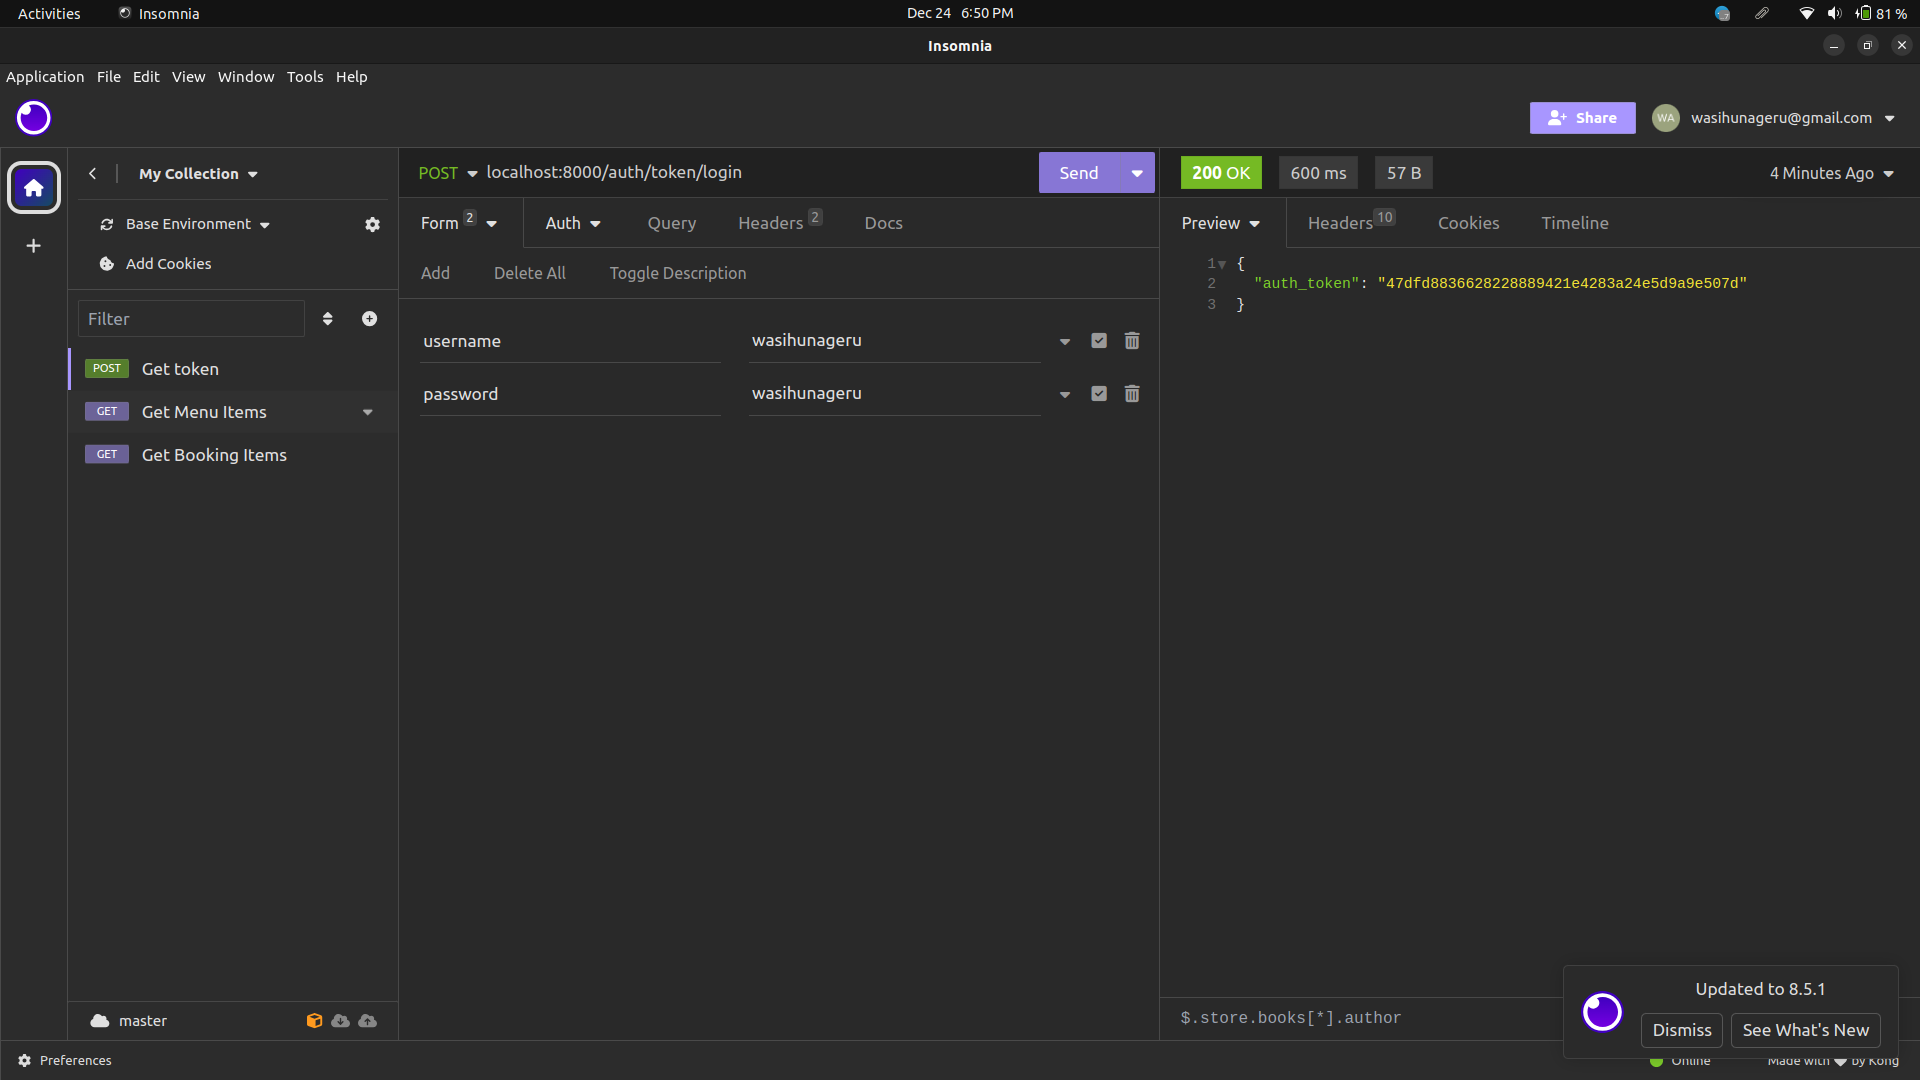 Activities Insomnia Dec 24 6:50 PM 81 %
Insomnia
Application File Edit View Window Tools Help
Share WA wasihunageru@gmail.com
My Collection
Base Environment
Add Cookies
Filter
POST Get token
GET Get Menu Items
GET Get Booking Items
master
POST localhost:8000/auth/token/login Send
Form 2 Auth Query Headers 2 Docs
Add Delete All Toggle Description
username wasihunageru
password wasihunageru
200 OK 600 ms 57 B 4 Minutes Ago
Preview Headers 10 Cookies Timeline
1 {
2 "auth_token": "47dfd8836628228889421e4283a24e5d9a9e507d"
3 }
$.store.books[*].author
Updated to 8.5.1
Dismiss See What's New
Preferences Online Made with by Kong